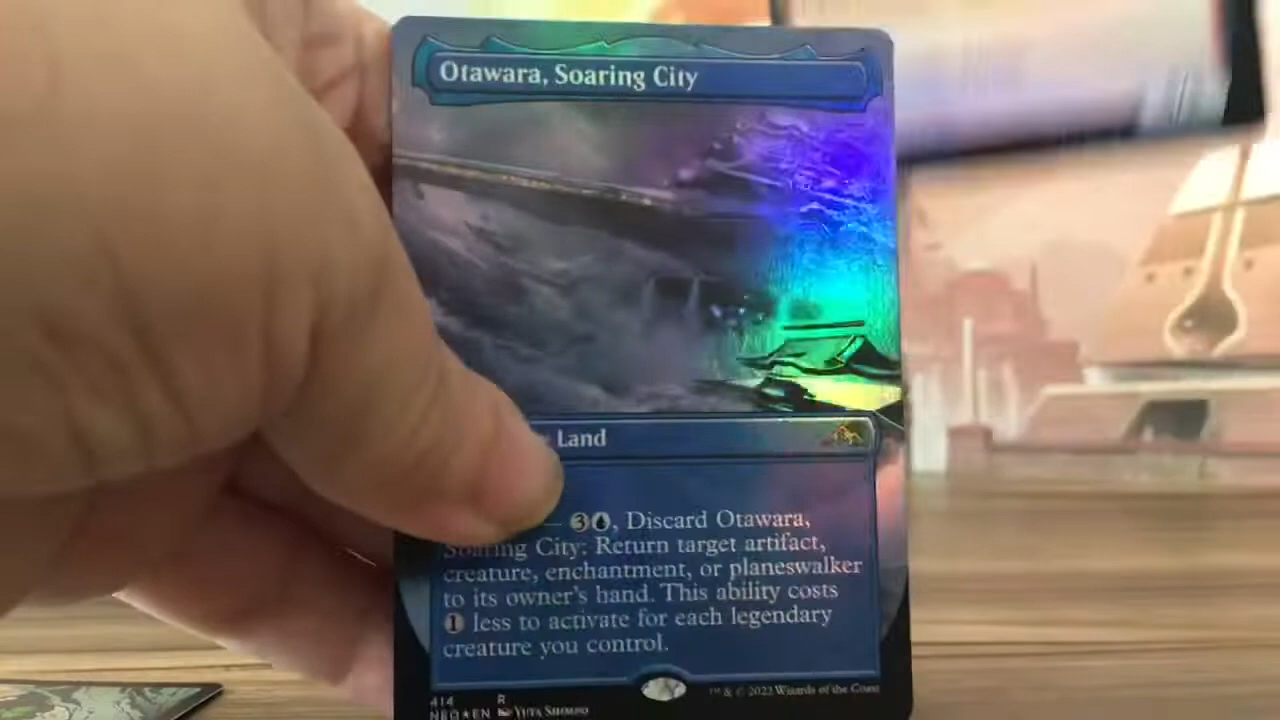 Otawara, Soaring City
Land
— 3, Discard Otawara,
Soaring City: Return target artifact,
creature, enchantment, or planeswalker
to its owner's hand. This ability costs
1 less to activate for each legendary
creature you control.
414 R
NEO★EN Yuta Shimpo
™ & © 2022 Wizards of the Coast